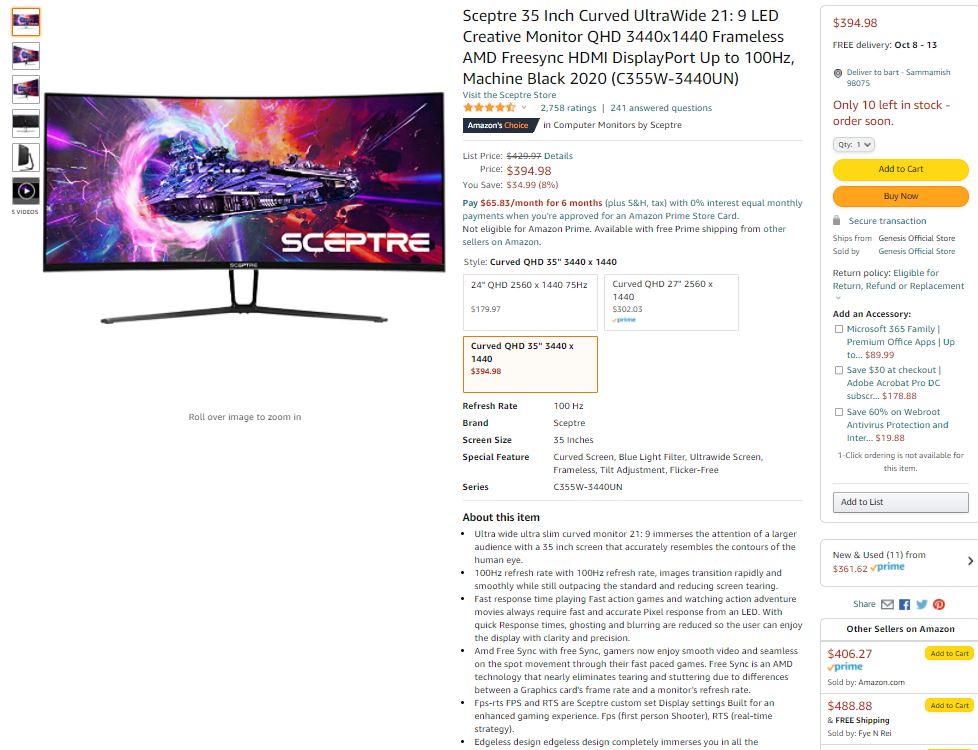 Sceptre 35 Inch Curved UltraWide 21: 9 LED
Creative Monitor QHD 3440x1440 Frameless
AMD Freesync HDMI DisplayPort Up to 100Hz,
Machine Black 2020 (C355W-3440UN)
Visit the Sceptre Store
2,758 ratings | 241 answered questions
Amazon's Choice in Computer Monitors by Sceptre
List Price: $429.97 Details
Price: $394.98
You Save: $34.99 (8%)
Pay $65.83/month for 6 months (plus S&H, tax) with 0% interest equal monthly
payments when you're approved for an Amazon Prime Store Card.
Not eligible for Amazon Prime. Available with free Prime shipping from other
sellers on Amazon.
Style: Curved QHD 35" 3440 x 1440
24" QHD 2560 x 1440 75Hz
$179.97
Curved QHD 27" 2560 x
1440
$302.03
prime
Curved QHD 35" 3440 x
1440
$394.98
Refresh Rate 100 Hz
Brand Sceptre
Screen Size 35 Inches
Special Feature Curved Screen, Blue Light Filter, Ultrawide Screen,
Frameless, Tilt Adjustment, Flicker-Free
Series C355W-3440UN
About this item
• Ultra wide ultra slim curved monitor 21: 9 immerses the attention of a larger
audience with a 35 inch screen that accurately resembles the contours of the
human eye.
• 100Hz refresh rate with 100Hz refresh rate, images transition rapidly and
smoothly while still outpacing the standard and reducing screen tearing.
• Fast response time playing Fast action games and watching action adventure
movies always require fast and accurate Pixel response from an LED. With
quick Response times, ghosting and blurring are reduced so the user can enjoy
the display with clarity and precision.
• Amd Free Sync with free Sync, gamers now enjoy smooth video and seamless
on the spot movement through their fast paced games. Free Sync is an AMD
technology that nearly eliminates tearing and stuttering due to differences
between a Graphics card's frame rate and a monitor's refresh rate.
• Fps-rts FPS and RTS are Sceptre custom set Display settings Built for an
enhanced gaming experience. Fps (first person Shooter), RTS (real-time
strategy).
• Edgeless design edgeless design completely immerses you in all the
5 VIDEOS
SCEPTRE
SCEPTRE
Roll over image to zoom in
$394.98
FREE delivery: Oct 8 - 13
Deliver to bart - Sammamish
98075
Only 10 left in stock -
order soon.
Qty: 1
Add to Cart
Buy Now
Secure transaction
Ships from Genesis Official Store
Sold by Genesis Official Store
Return policy: Eligible for
Return, Refund or Replacement
Add an Accessory:
Microsoft 365 Family |
Premium Office Apps | Up
to... $89.99
Save $30 at checkout |
Adobe Acrobat Pro DC
subscr... $178.88
Save 60% on Webroot
Antivirus Protection and
Inter... $19.88
1-Click ordering is not available for
this item.
Add to List
New & Used (11) from
$361.62 prime
Share
Other Sellers on Amazon
$406.27 Add to Cart
prime
Sold by: Amazon.com
$488.88 Add to Cart
& FREE Shipping
Sold by: Fye N Rei